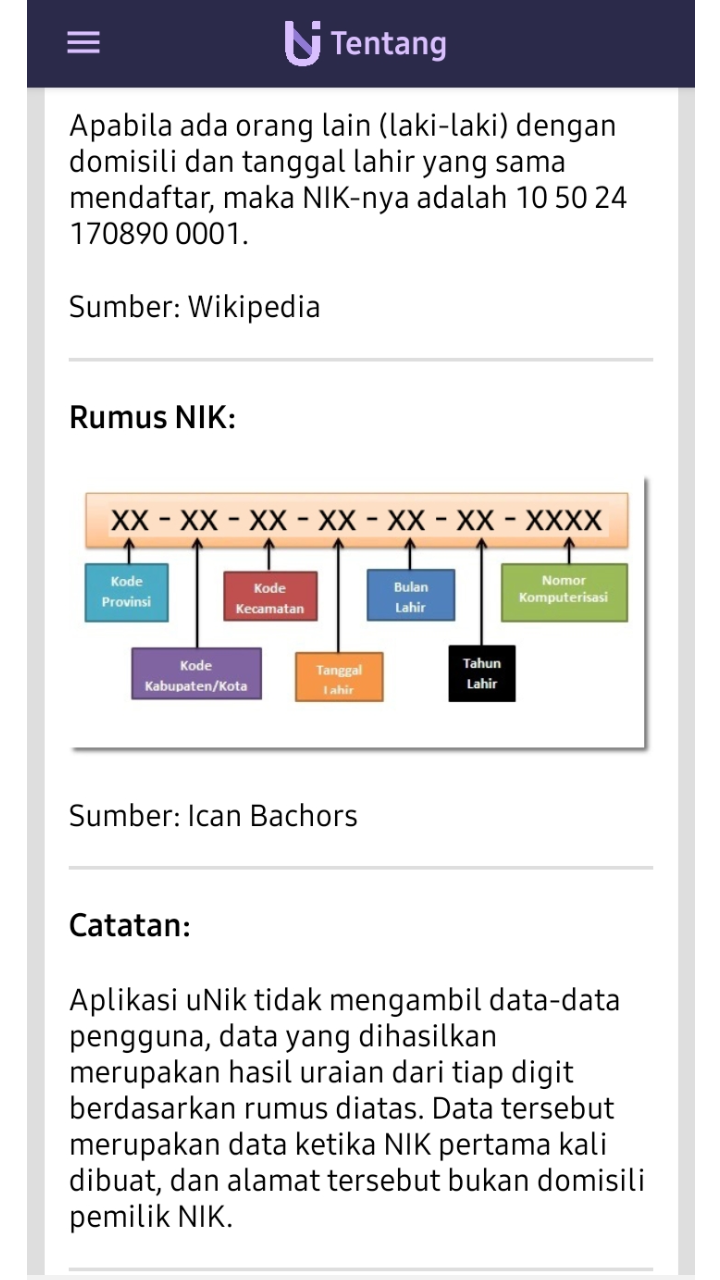 Tentang
Apabila ada orang lain (laki-laki) dengan
domisili dan tanggal lahir yang sama
mendaftar, maka NIK-nya adalah 10 50 24
170890 0001.
Sumber: Wikipedia
Rumus NIK:
XX - XX - XX - XX - XX - XX - XXXX
Kode
Provinsi
Kode
Kecamatan
Bulan
Lahir
Nomor
Komputerisasi
Kode
Kabupaten/Kota
Tanggal
Lahir
Tahun
Lahir
Sumber: Ican Bachors
Catatan:
Aplikasi uNik tidak mengambil data-data
pengguna, data yang dihasilkan
merupakan hasil uraian dari tiap digit
berdasarkan rumus diatas. Data tersebut
merupakan data ketika NIK pertama kali
dibuat, dan alamat tersebut bukan domisili
pemilik NIK.